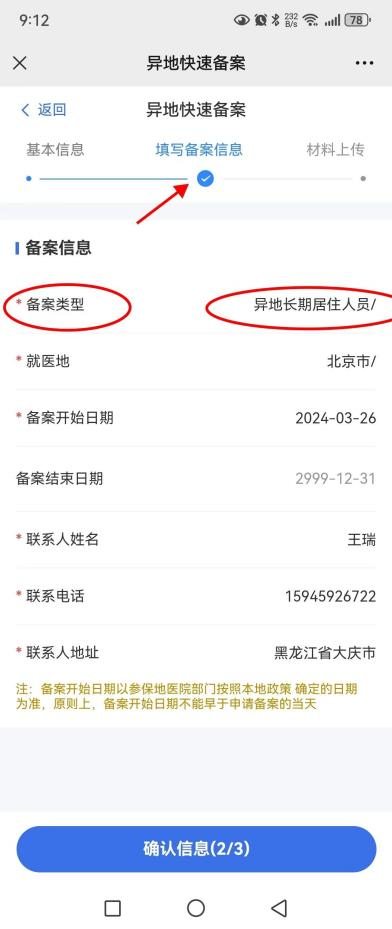 9:12
232 B/s
78
异地快速备案
返回
异地快速备案
基本信息
填写备案信息
材料上传
备案信息
* 备案类型
异地长期居住人员/
* 就医地
北京市/
* 备案开始日期
2024-03-26
备案结束日期
2999-12-31
* 联系人姓名
王瑞
* 联系电话
15945926722
* 联系人地址
黑龙江省大庆市
注：备案开始日期以参保地医院部门按照本地政策 确定的日期
为准，原则上，备案开始日期不能早于申请备案的当天
确认信息(2/3)